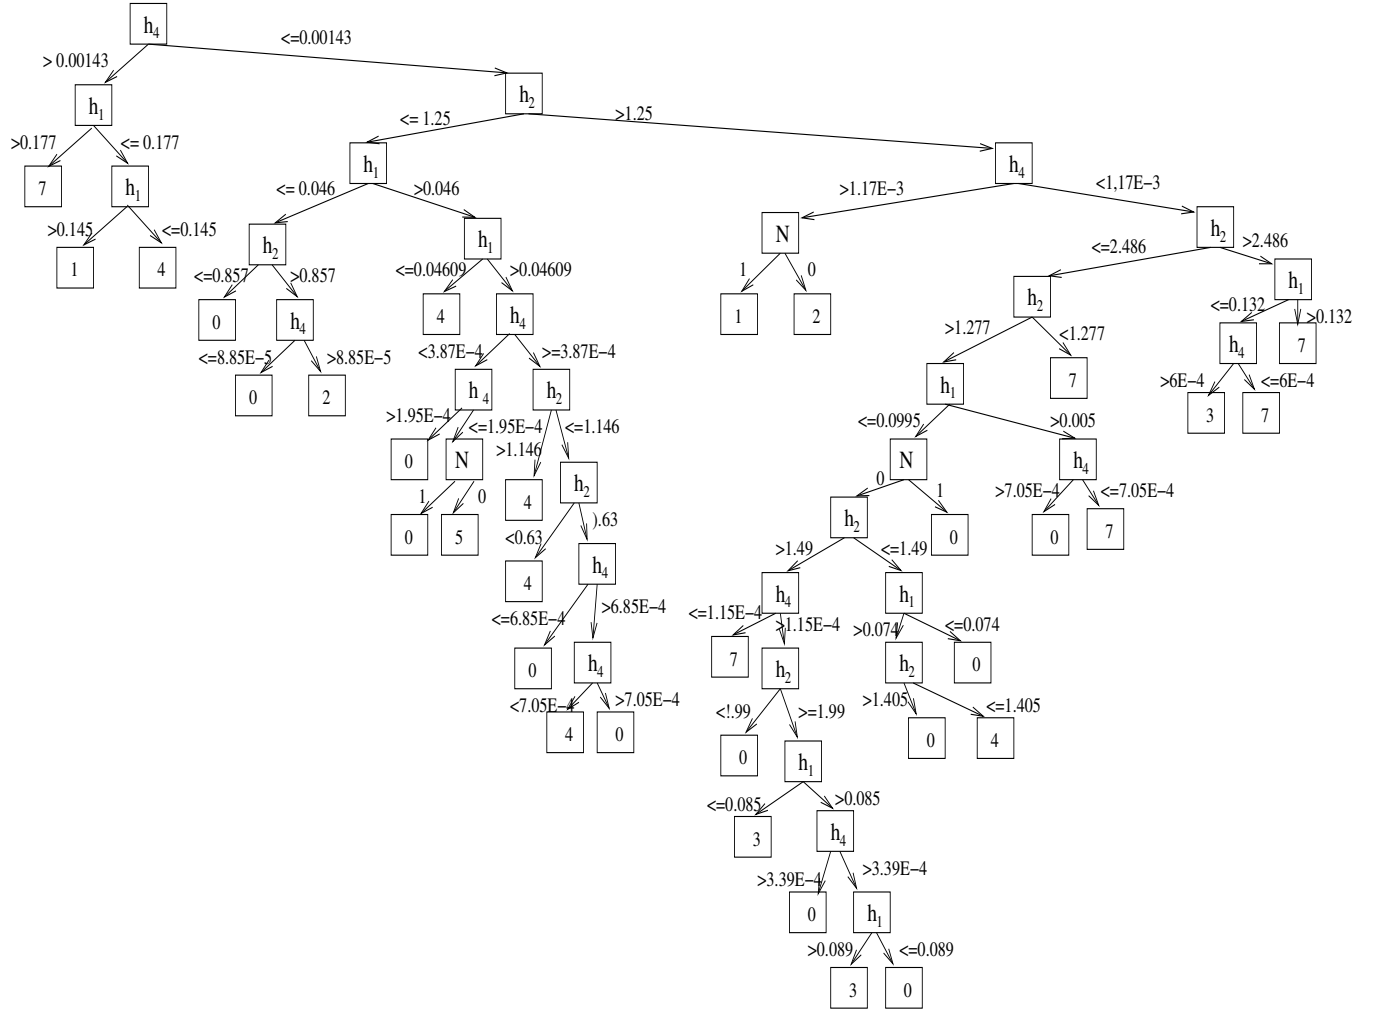 h4
<=0.00143
> 0.00143
h2
h1
<= 1.25
>1.25
>0.177
<= 0.177
h1
h4
7
h1
<= 0.046
>0.046
>1.17E−3
<1,17E−3
>0.145
<=0.145
h2
h1
N
h2
<=2.486
>2.486
1
4
<=0.857
>0.857
<=0.04609
>0.04609
1
0
h2
h1
0
h4
4
h4
1
2
<=0.132
>0.132
>1.277
<1.277
h4
7
<=8.85E−5
>8.85E−5
<3.87E−4
>=3.87E−4
0
2
h4
h2
h1
7
>6E−4
<=6E−4
3
7
>1.95E−4
<=1.95E−4
>1.146
<=1.146
<=0.0995
>0.005
0
N
N
h4
1
0
4
h2
0
1
>7.05E−4
<=7.05E−4
0
5
<0.63
).63
h2
0
0
7
4
h4
>1.49
<=1.49
<=6.85E−4
>6.85E−4
h4
h1
<=1.15E−4
>1.15E−4
>0.074
<=0.074
0
h4
7
h2
h2
0
<7.05E−4
>7.05E−4
<!.99
>=1.99
>1.405
<=1.405
4
0
0
h1
0
4
<=0.085
>0.085
3
h4
>3.39E−4
>3.39E−4
0
h1
>0.089
<=0.089
3
0